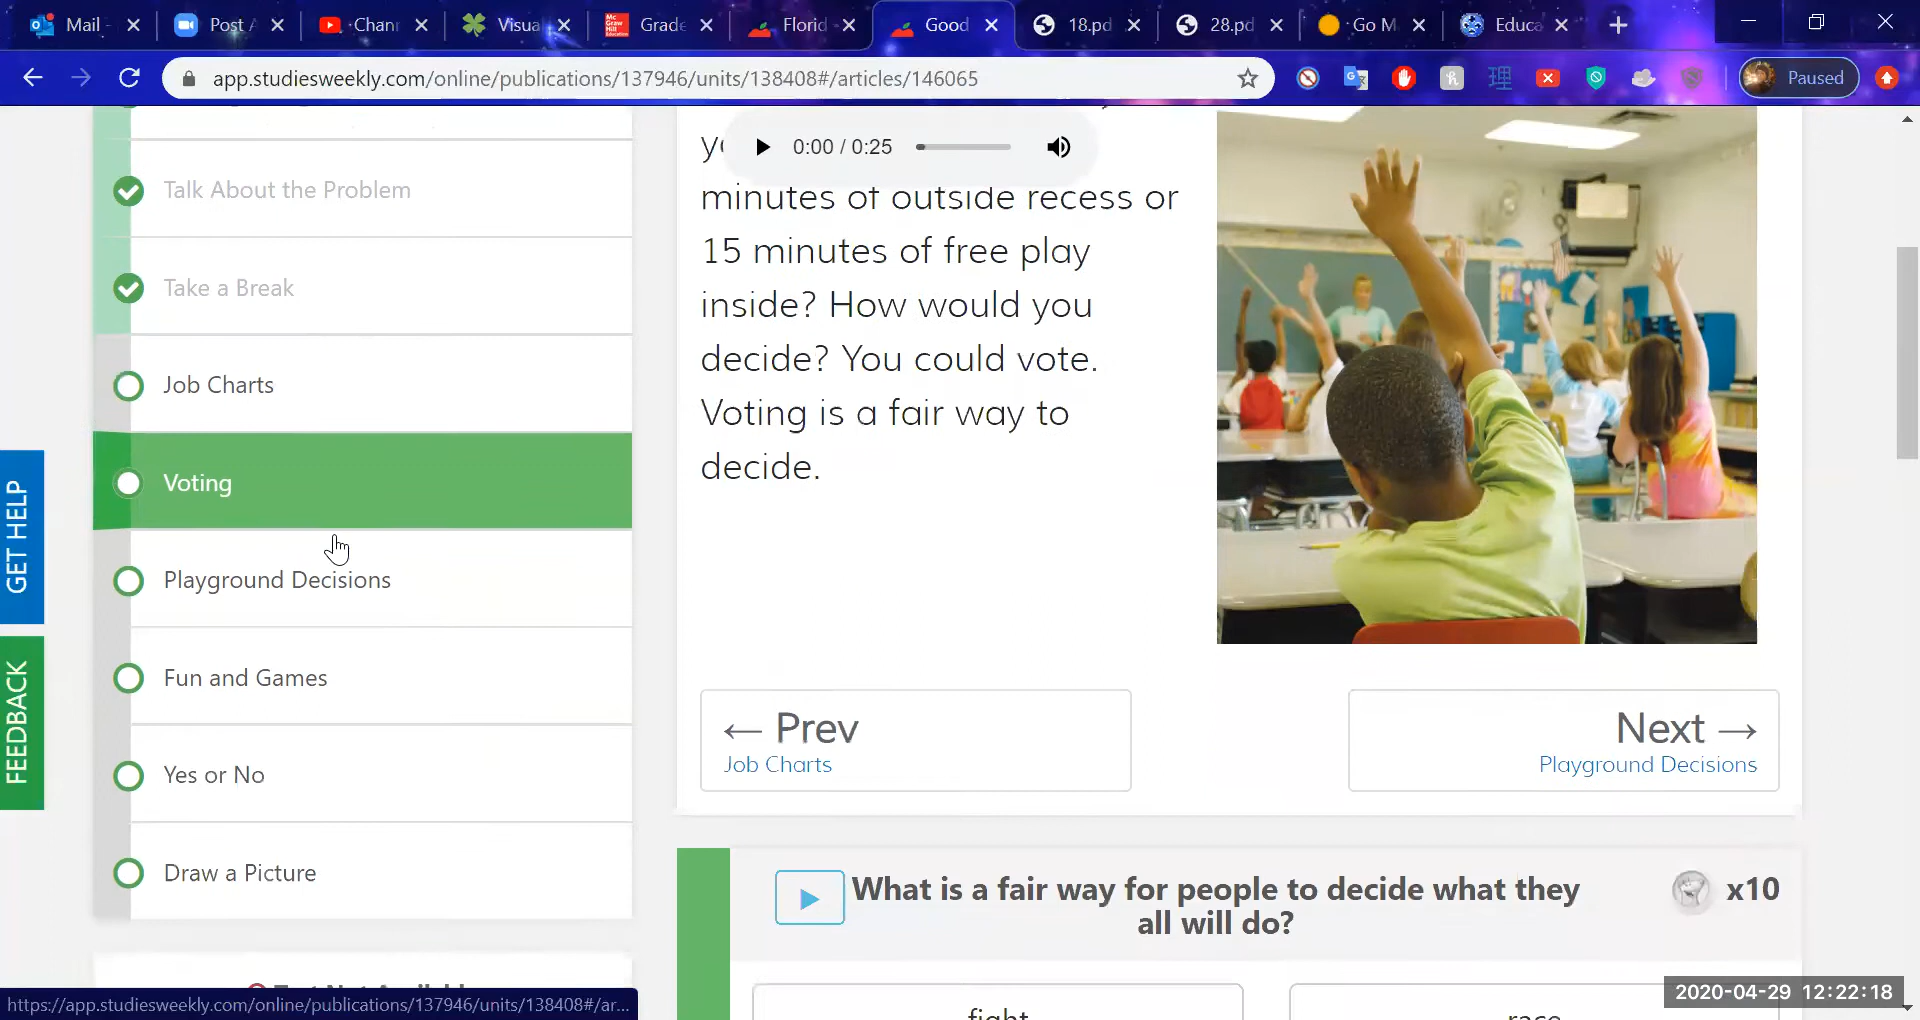 Mail
Post
Chan
Visua
Mc Graw Hill Education
Grade
Florid
Good
18.pd
28.pd
Go M
Educa
app.studiesweekly.com/online/publications/137946/units/138408#/articles/146065
Paused
Talk About the Problem
Take a Break
Job Charts
Voting
Playground Decisions
Fun and Games
Yes or No
Draw a Picture
GET HELP
FEEDBACK
0:00 / 0:25
minutes of outside recess or
15 minutes of free play
inside? How would you
decide? You could vote.
Voting is a fair way to
decide.
← Prev
Job Charts
Next →
Playground Decisions
What is a fair way for people to decide what they
all will do?
x10
fight
race
https://app.studiesweekly.com/online/publications/137946/units/138408#/ar...
2020-04-29 12:22:18